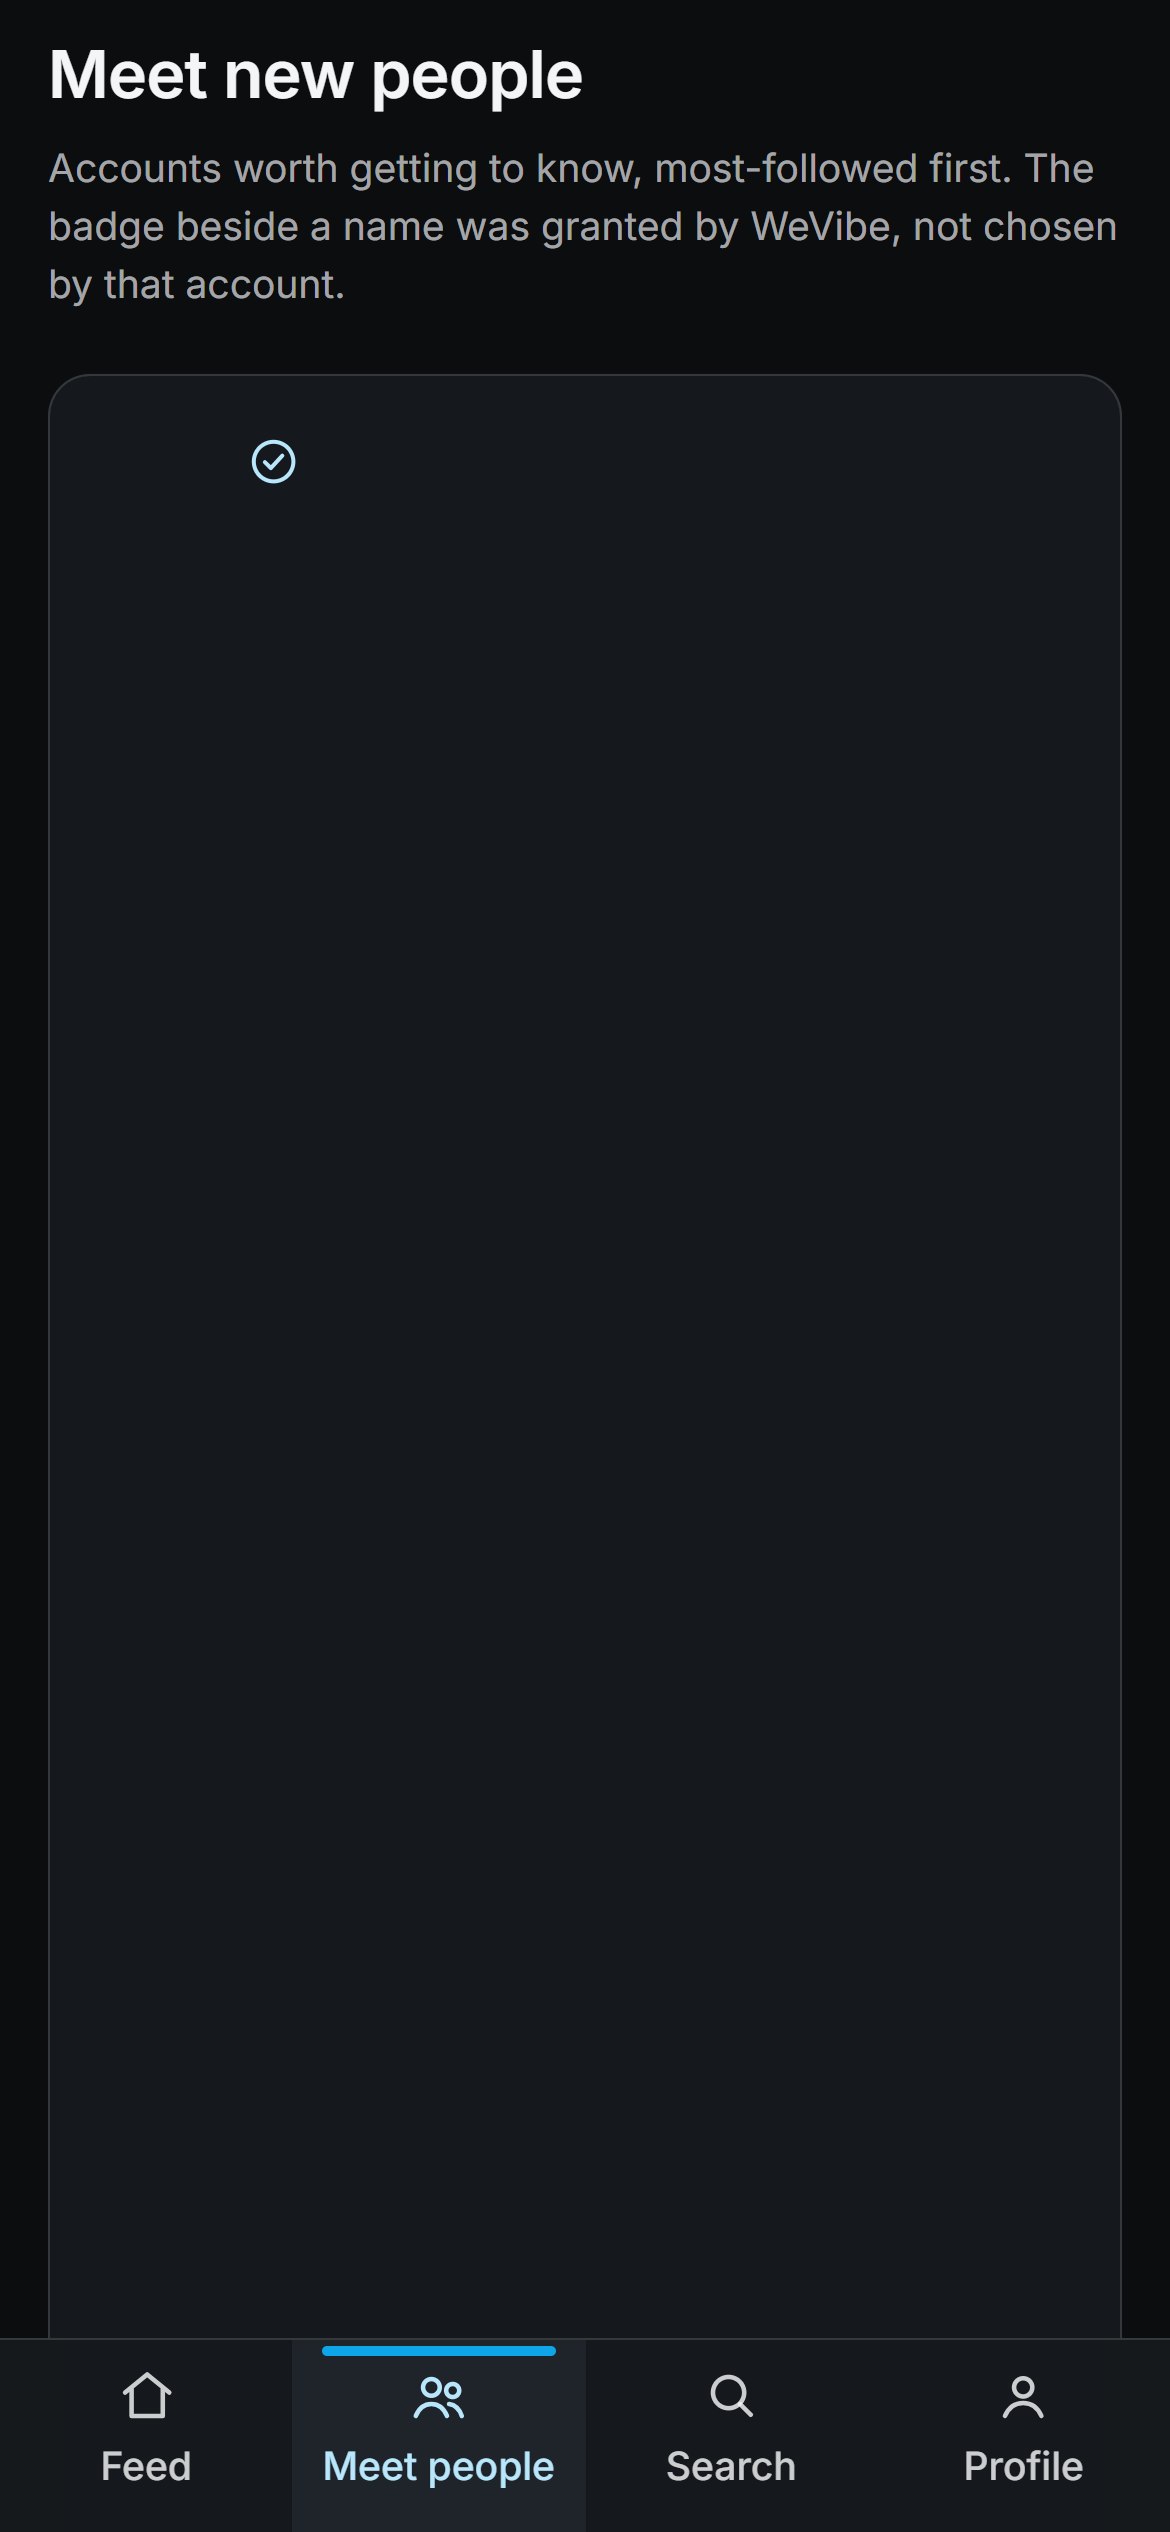 Meet new people
Accounts worth getting to know, most-followed first. The
badge beside a name was granted by WeVibe, not chosen
by that account.
Feed
Meet people
Search
Profile